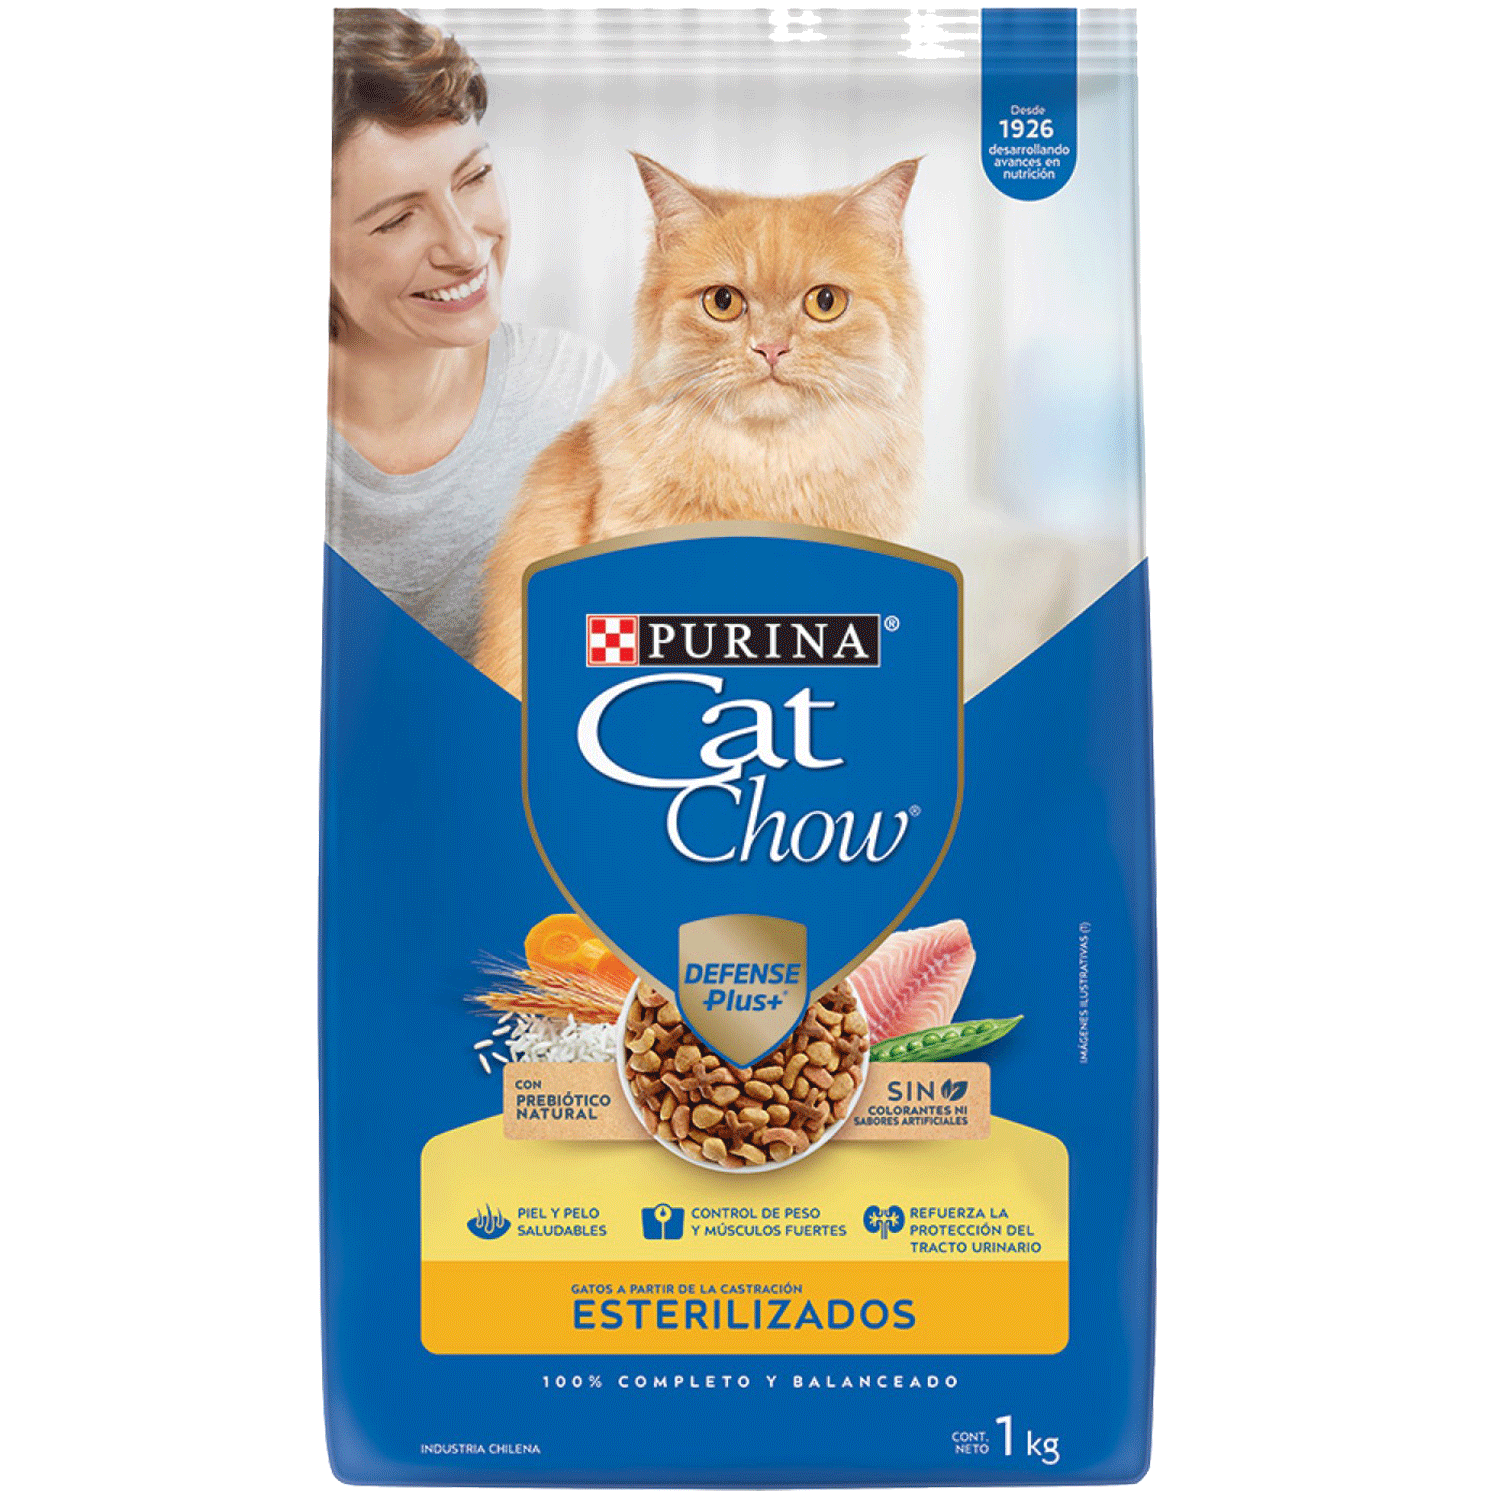 Desde
1926
desarrollando
avances en
nutrición
PURINA®
Cat
Chow®
DEFENSE
Plus+®
IMÁGENES ILUSTRATIVAS (1)
CON
PREBIÓTICO
NATURAL
SIN
COLORANTES NI
SABORES ARTIFICIALES
PIEL Y PELO
SALUDABLES
CONTROL DE PESO
Y MÚSCULOS FUERTES
REFUERZA LA
PROTECCIÓN DEL
TRACTO URINARIO
GATOS A PARTIR DE LA CASTRACIÓN
ESTERILIZADOS
100% COMPLETO Y BALANCEADO
INDUSTRIA CHILENA
CONT.
NETO 1 kg